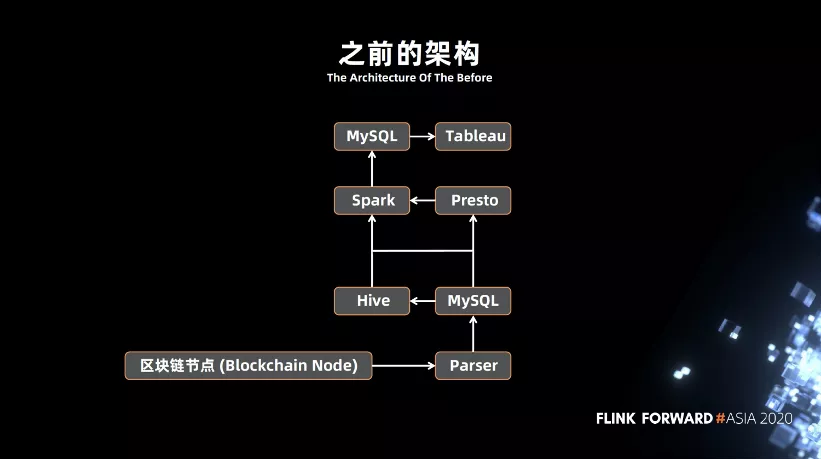 之前的架构
The Architecture Of The Before
MySQL
Tableau
Spark
Presto
Hive
MySQL
区块链节点 (Blockchain Node)
Parser
FLINK FORWARD #ASIA 2020